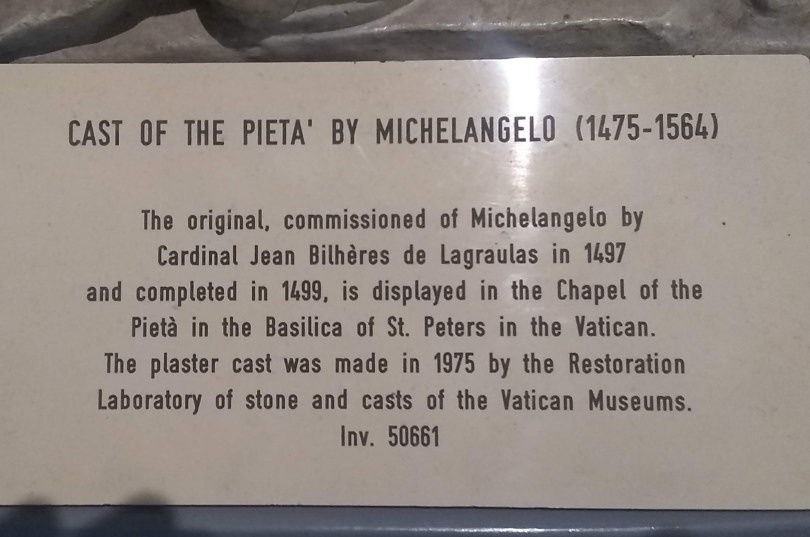 CAST OF THE PIETA' BY MICHELANGELO (1475-1564)
The original, commissioned of Michelangelo by
Cardinal Jean Bilhères de Lagraulas in 1497
and completed in 1499, is displayed in the Chapel of the
Pietà in the Basilica of St. Peters in the Vatican.
The plaster cast was made in 1975 by the Restoration
Laboratory of stone and casts of the Vatican Museums.
Inv. 50661